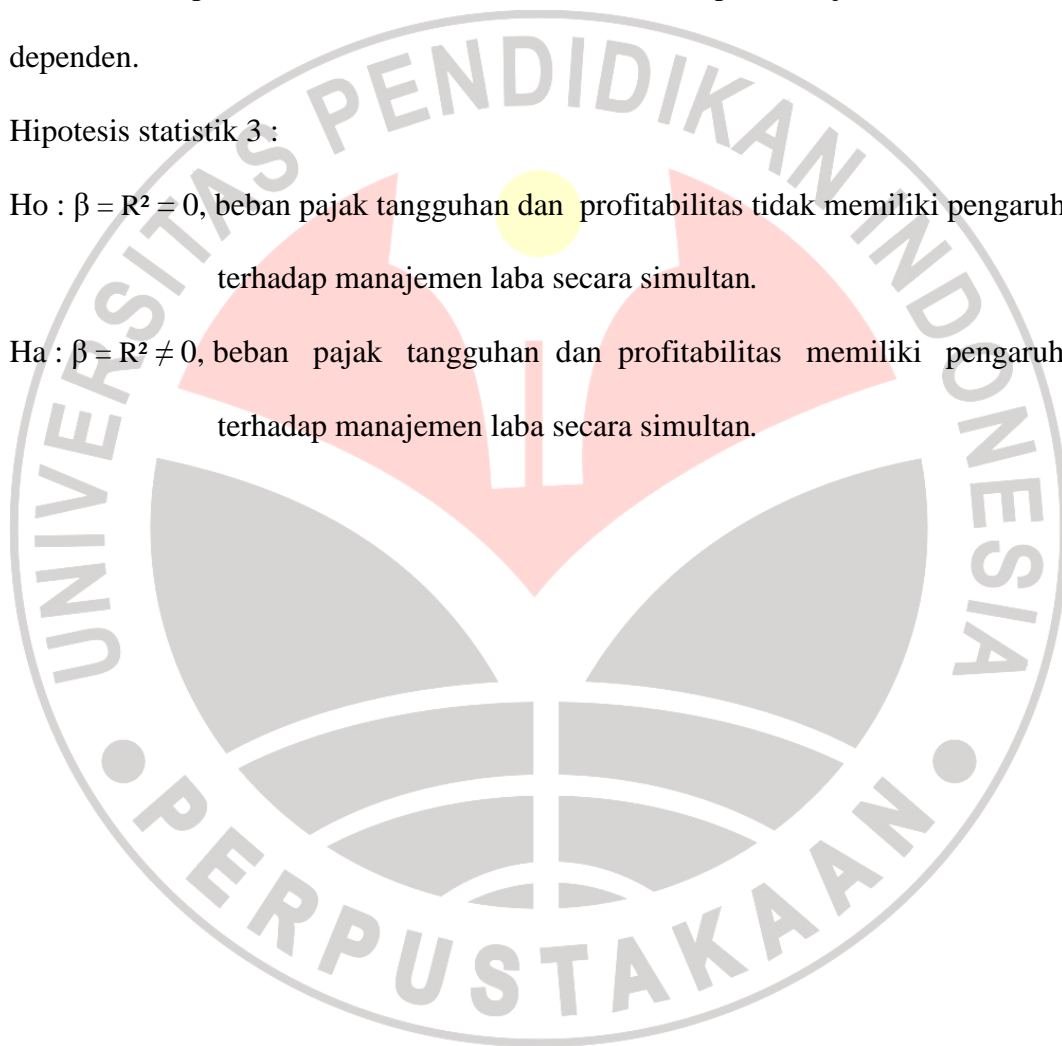 dependen.
Hipotesis statistik 3 :
Ho : β = R² = 0, beban pajak tangguhan dan profitabilitas tidak memiliki pengaruh
terhadap manajemen laba secara simultan.
Ha : β = R² ≠ 0, beban pajak tangguhan dan profitabilitas memiliki pengaruh
terhadap manajemen laba secara simultan.
UNIVERSITAS PENDIDIKAN INDONESIA
PERPUSTAKAAN